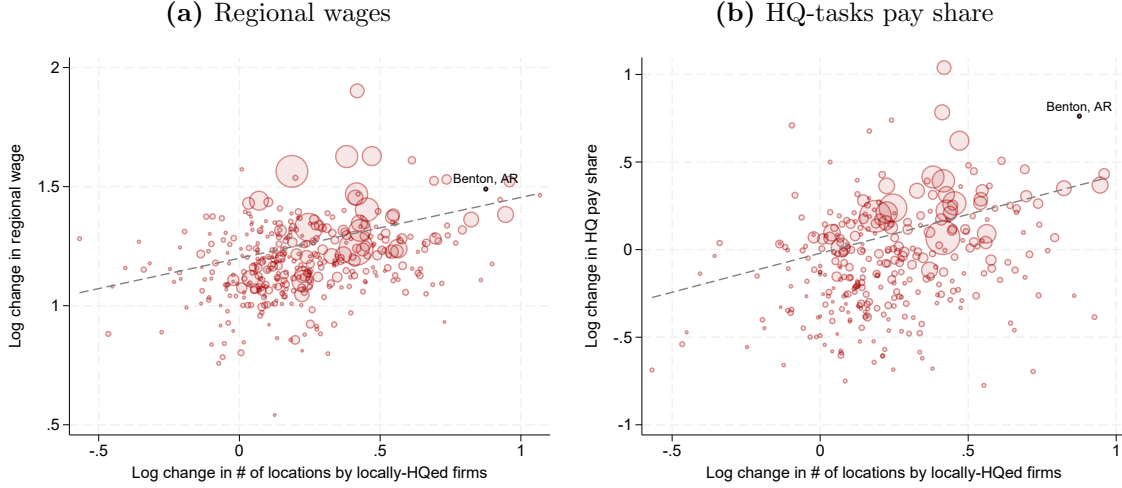 (a) Regional wages
Log change in regional wage
2
1.5
1
.5
Benton, AR
-.5 0 .5 1
Log change in # of locations by locally-HQed firms
(b) HQ-tasks pay share
Log change in HQ pay share
1
.5
0
-.5
-1
Benton, AR
-.5 0 .5 1
Log change in # of locations by locally-HQed firms